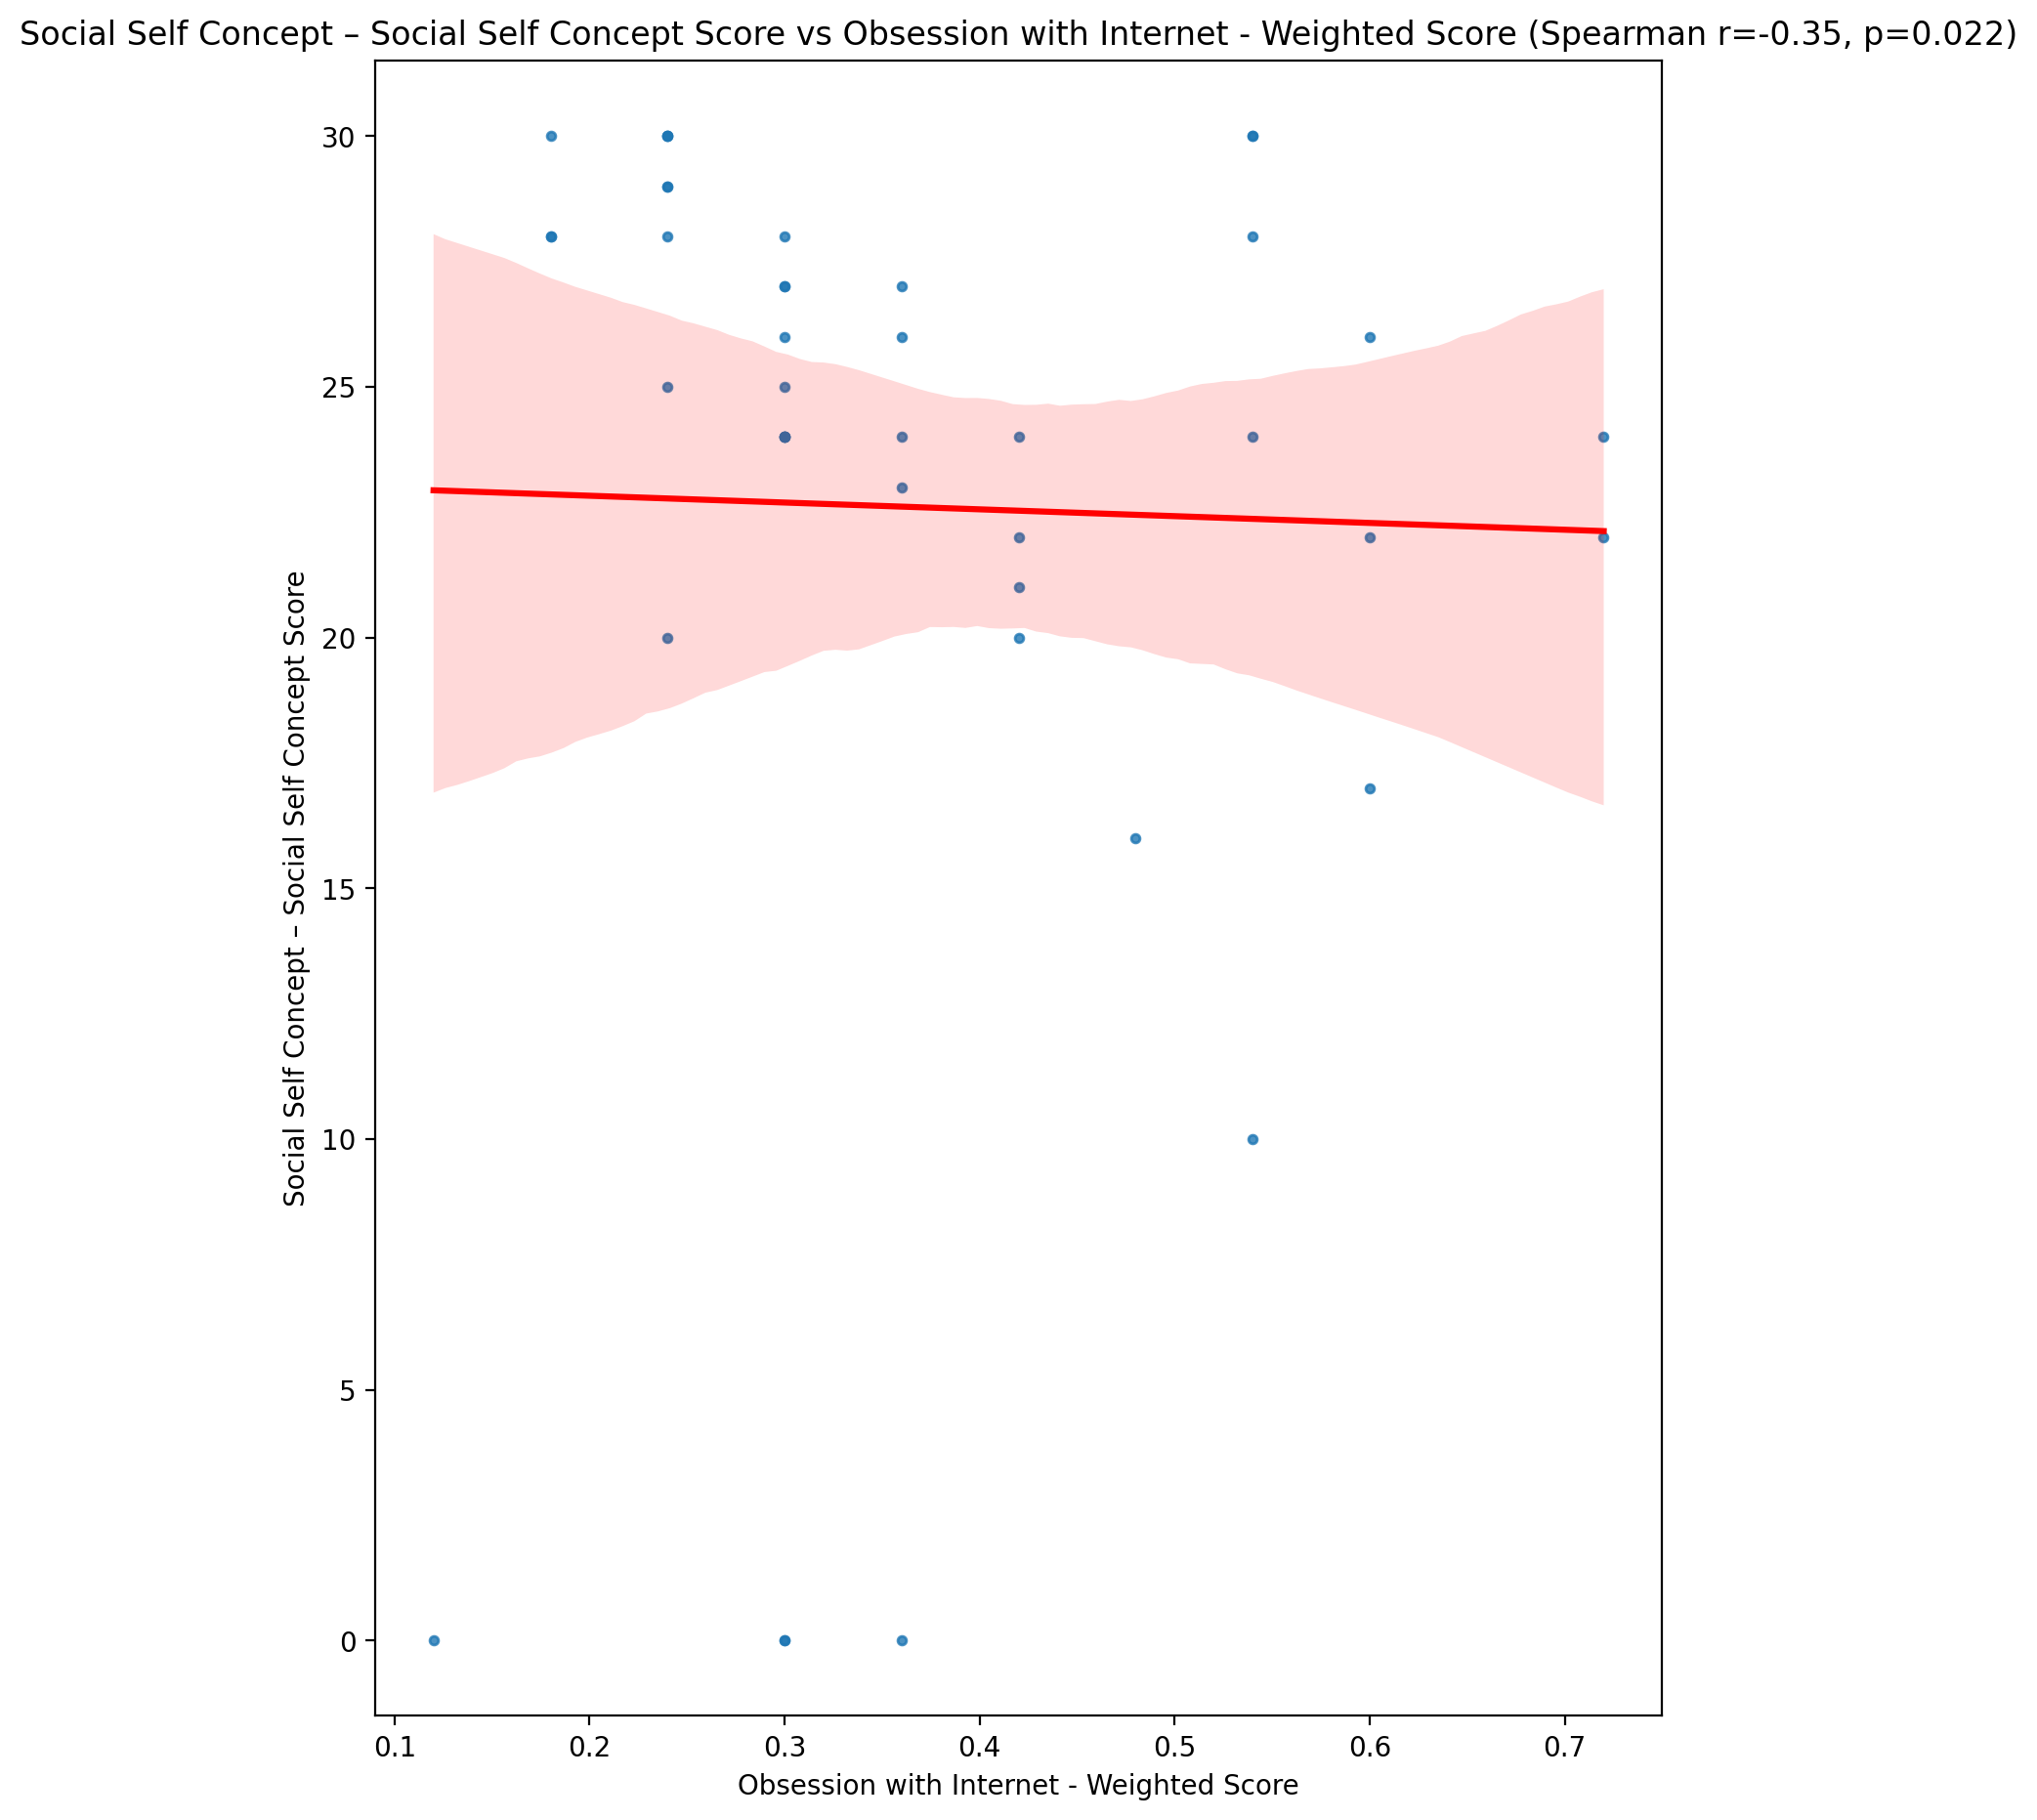 Social Self Concept – Social Self Concept Score vs Obsession with Internet - Weighted Score (Spearman r=-0.35, p=0.022)
Social Self Concept – Social Self Concept Score
30
25
20
15
10
5
0
0.1 0.2 0.3 0.4 0.5 0.6 0.7
Obsession with Internet - Weighted Score